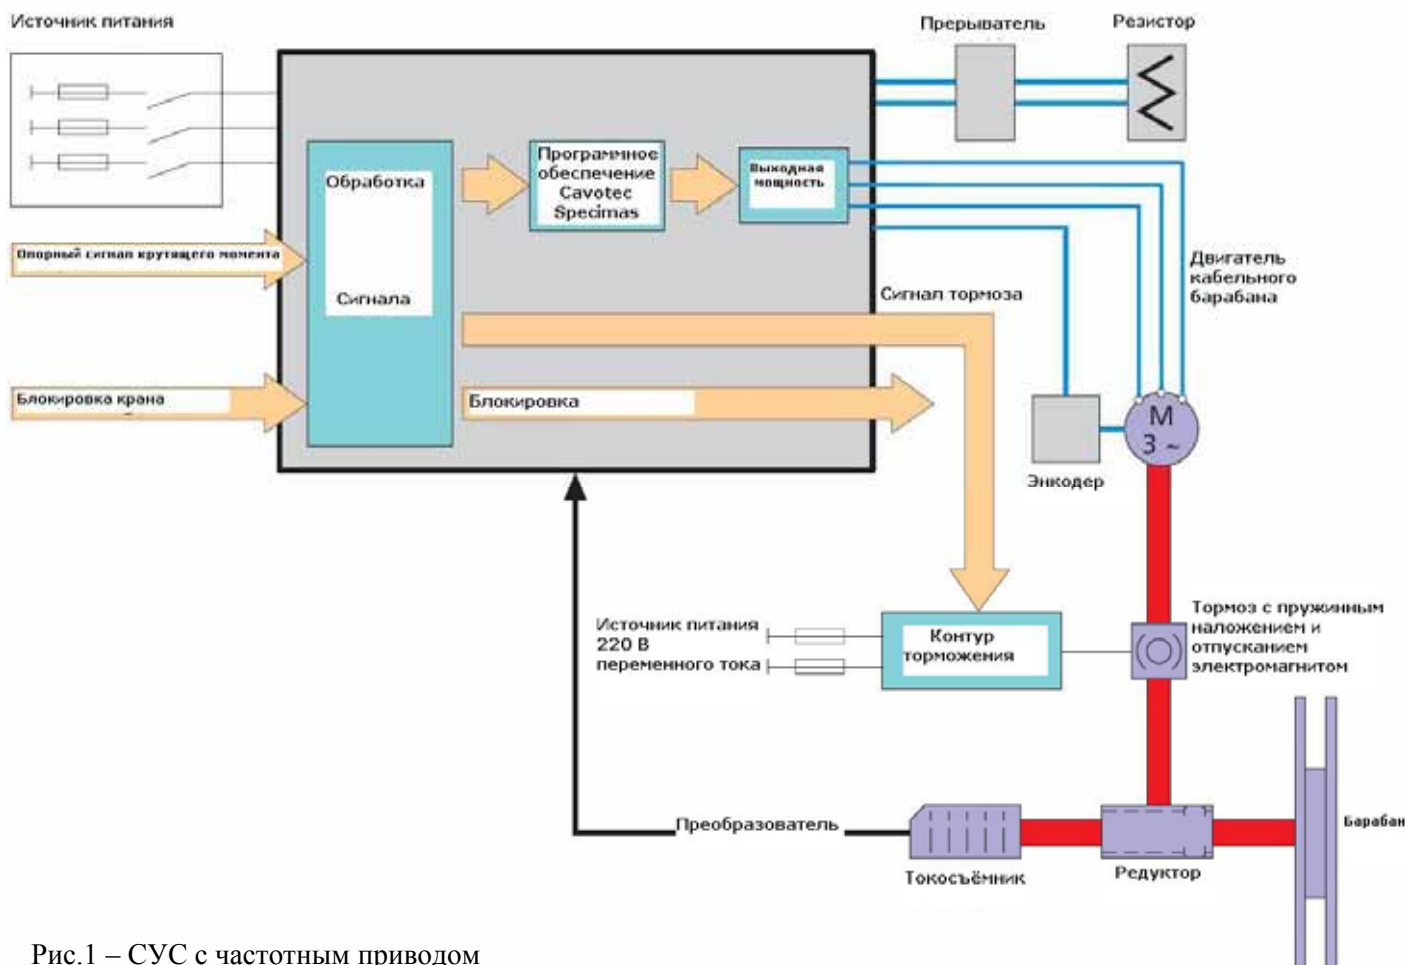 Источник питания
Прерыватель
Резистор
Обработка
Сигнала
Программное
обеспечение
Cavotec
Specimas
Выходная
мощность
Опорный сигнал крутящего момента
Двигатель
кабельного
барабана
Сигнал тормоза
Блокировка крана
Блокировка
M
3 ~
Энкодер
Источник питания
220 В
переменного тока
Контур
торможения
Тормоз с пружинным
наложением и
отпусканием
электромагнитом
Преобразователь
Барабан
Токосъёмник
Редуктор
Рис.1 – СУС с частотным приводом